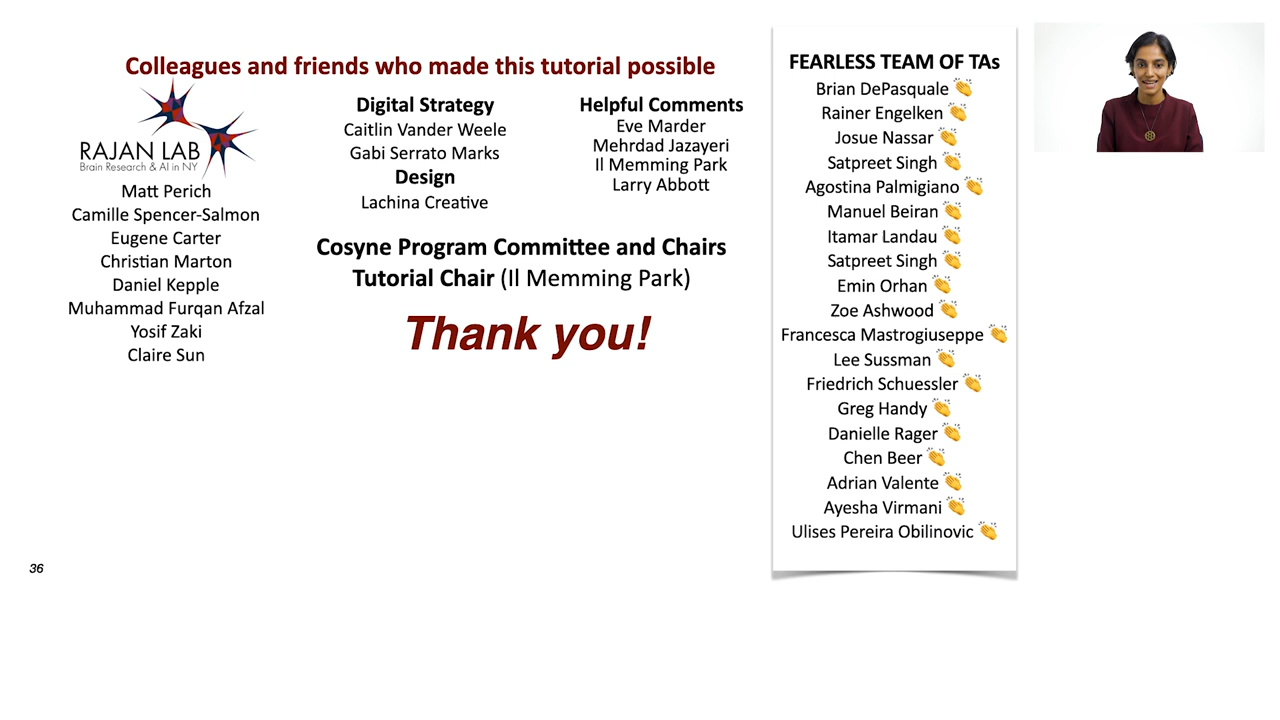 Colleagues and friends who made this tutorial possible
RAJAN LAB
Brain Research & AI in NY
Matt Perich
Camille Spencer-Salmon
Eugene Carter
Christian Marton
Daniel Kepple
Muhammad Furqan Afzal
Yosif Zaki
Claire Sun
Digital Strategy
Caitlin Vander Weele
Gabi Serrato Marks
Design
Lachina Creative
Helpful Comments
Eve Marder
Mehrdad Jazayeri
Il Memming Park
Larry Abbott
Cosyne Program Committee and Chairs
Tutorial Chair (Il Memming Park)
Thank you!
FEARLESS TEAM OF TAs
Brian DePasquale 👏
Rainer Engelken 👏
Josue Nassar 👏
Satpreet Singh 👏
Agostina Palmigiano 👏
Manuel Beiran 👏
Itamar Landau 👏
Satpreet Singh 👏
Emin Orhan 👏
Zoe Ashwood 👏
Francesca Mastrogiuseppe 👏
Lee Sussman 👏
Friedrich Schuessler 👏
Greg Handy 👏
Danielle Rager 👏
Chen Beer 👏
Adrian Valente 👏
Ayesha Virmani 👏
Ulises Pereira Obilinovic 👏
36